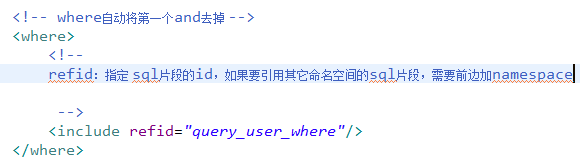 <!-- where自动将第一个and去掉 -->
<where>
<!--
refid：指定 sql片段的id，如果要引用其它命名空间的sql片段，需要前边加namespace
-->
<include refid="query_user_where"/>
</where>